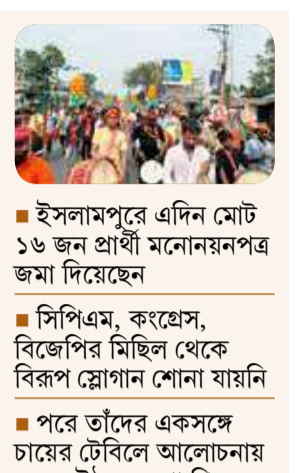 ■ ইসলামপুরে এদিন মোট
১৬ জন প্রার্থী মনোনয়নপত্র
জমা দিয়েছেন
■ সিপিএম, কংগ্রেস,
বিজেপির মিছিল থেকে
বিরূপ স্লোগান শোনা যায়নি
■ পরে তাঁদের একসঙ্গে
চায়ের টেবিলে আলোচনায়